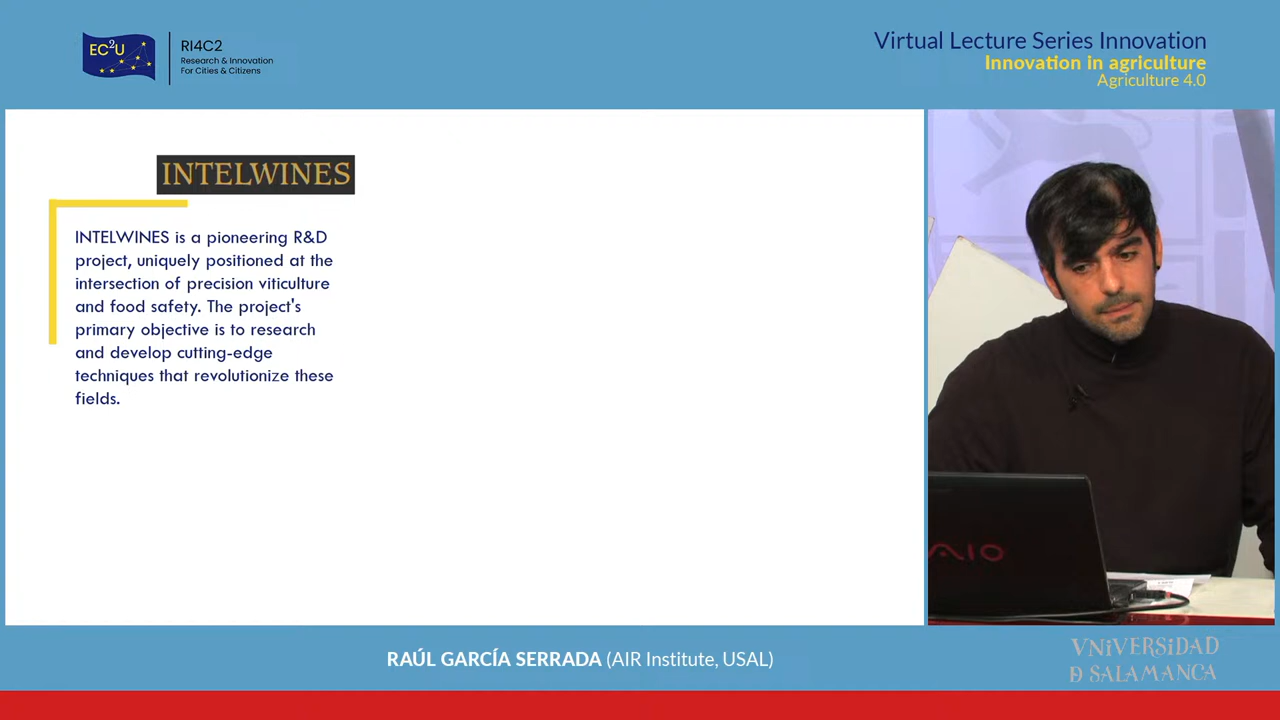 EC2U
RI4C2
Research & Innovation
For Cities & Citizens
Virtual Lecture Series Innovation
Innovation in agriculture
Agriculture 4.0
INTELWINES
INTELWINES is a pioneering R&D
project, uniquely positioned at the
intersection of precision viticulture
and food safety. The project's
primary objective is to research
and develop cutting-edge
techniques that revolutionize these
fields.
AIO
RAÚL GARCÍA SERRADA (AIR Institute, USAL)
VNiVERSiDAD
Ð SALAMANCA